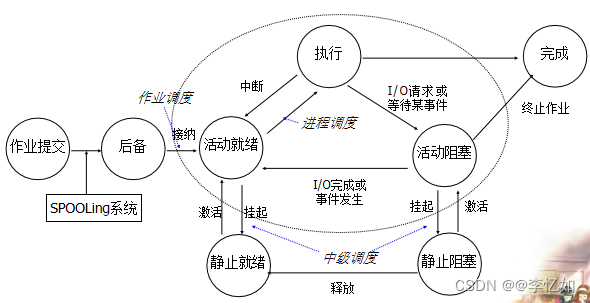 执行
完成
中断
I/O请求或
等待某事件
作业调度
进程调度
终止作业
作业提交
后备
接纳
活动就绪
活动阻塞
I/O完成或
事件发生
SPOOLing系统
激活
挂起
挂起
激活
中级调度
静止就绪
静止阻塞
释放
CSDN @@李忆如